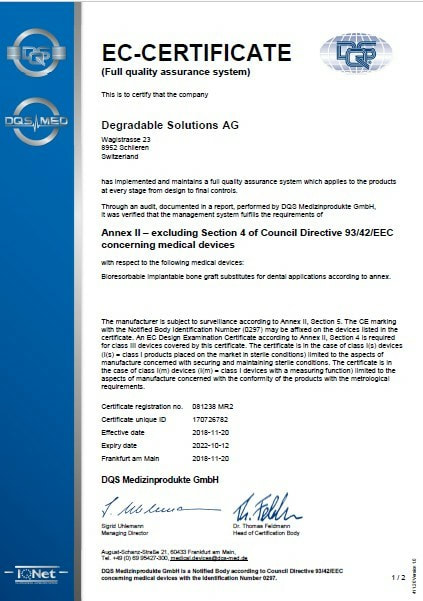 DQS
DQS MED
EC-CERTIFICATE
(Full quality assurance system)
This is to certify that the company
Degradable Solutions AG
Wagistrasse 23
8952 Schlieren
Switzerland
has implemented and maintains a full quality assurance system which applies to the products
at every stage from design to final controls.
Through an audit, documented in a report, performed by DQS Medizinprodukte GmbH,
it was verified that the management system fulfills the requirements of
Annex II – excluding Section 4 of Council Directive 93/42/EEC
concerning medical devices
with respect to the following medical devices:
Bioresorbable implantable bone graft substitutes for dental applications according to annex.
The manufacturer is subject to surveillance according to Annex II, Section 5. The CE marking
with the Notified Body Identification Number (0297) may be affixed on the devices listed in the
certificate. An EC Design Examination Certificate according to Annex II, Section 4 is required
for class III devices covered by this certificate. The certificate is in the case of class I(s) devices
(I(s) = class I products placed on the market in sterile conditions) limited to the aspects of
manufacture concerned with securing and maintaining sterile conditions. The certificate is in
the case of class I(m) devices (I(m) = class I devices with a measuring function) limited to the
aspects of manufacture concerned with the conformity of the products with the metrological
requirements.
Certificate registration no. 081238 MR2
Certificate unique ID 170726782
Effective date 2018-11-20
Expiry date 2022-10-12
Frankfurt am Main 2018-11-20
DQS Medizinprodukte GmbH
S. Uhlemann
Th. Feldm
Sigrid Uhlemann
Managing Director
Dr. Thomas Feldmann
Head of Certification Body
August-Schanz-Straße 21, 60433 Frankfurt am Main,
Tel. +49 (0) 69 95427-300, medical.devices@dqs-med.de
DQS Medizinprodukte GmbH is a Notified Body according to Council Directive 93/42/EEC
concerning medical devices with the Identification Number 0297.
IQNet
1 / 2